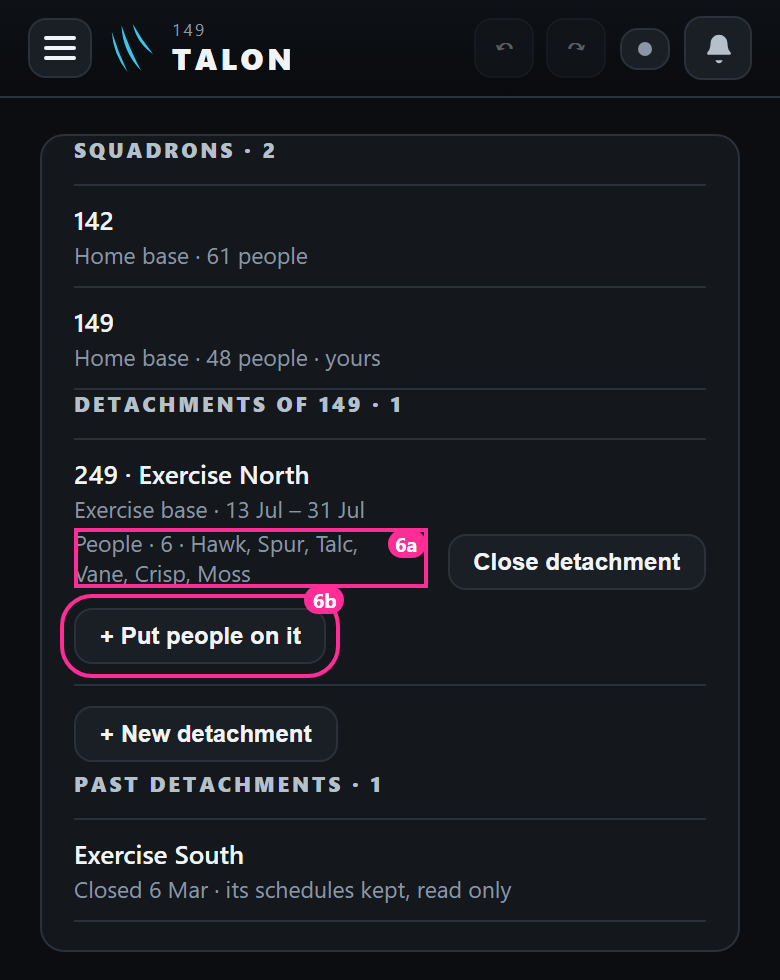 149
TALON
SQUADRONS · 2
142
Home base · 61 people
149
Home base · 48 people · yours
DETACHMENTS OF 149 · 1
249 · Exercise North
Exercise base · 13 Jul – 31 Jul
People · 6 · Hawk, Spur, Talc,
Vane, Crisp, Moss
6a
Close detachment
6b
+ Put people on it
+ New detachment
PAST DETACHMENTS · 1
Exercise South
Closed 6 Mar · its schedules kept, read only